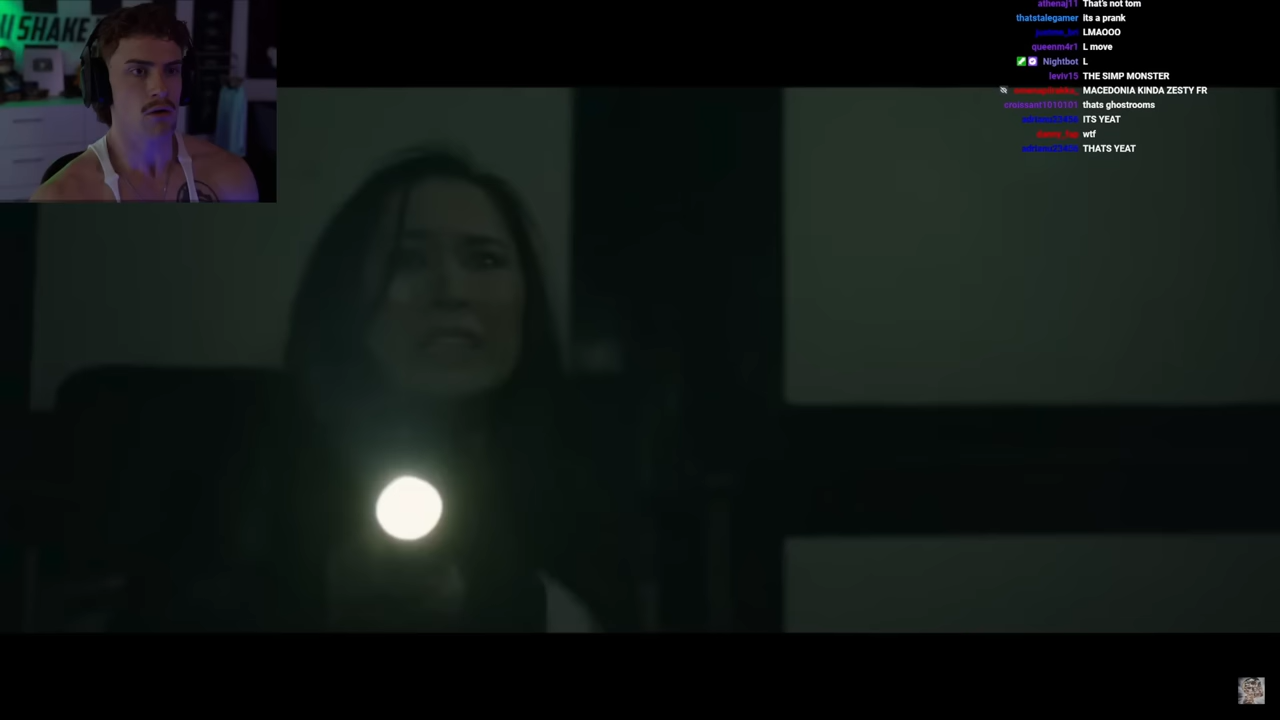 SHAKE
athenaj11 That's not tom
thatstalegamer Its a prank
LMAOOO
queenm4r1 L move
Nightbot L
leviv15 THE SIMP MONSTER
MACEDONIA KINDA ZESTY FR
croissant1010101 thats ghostrooms
ITS YEAT
wtf
THATS YEAT